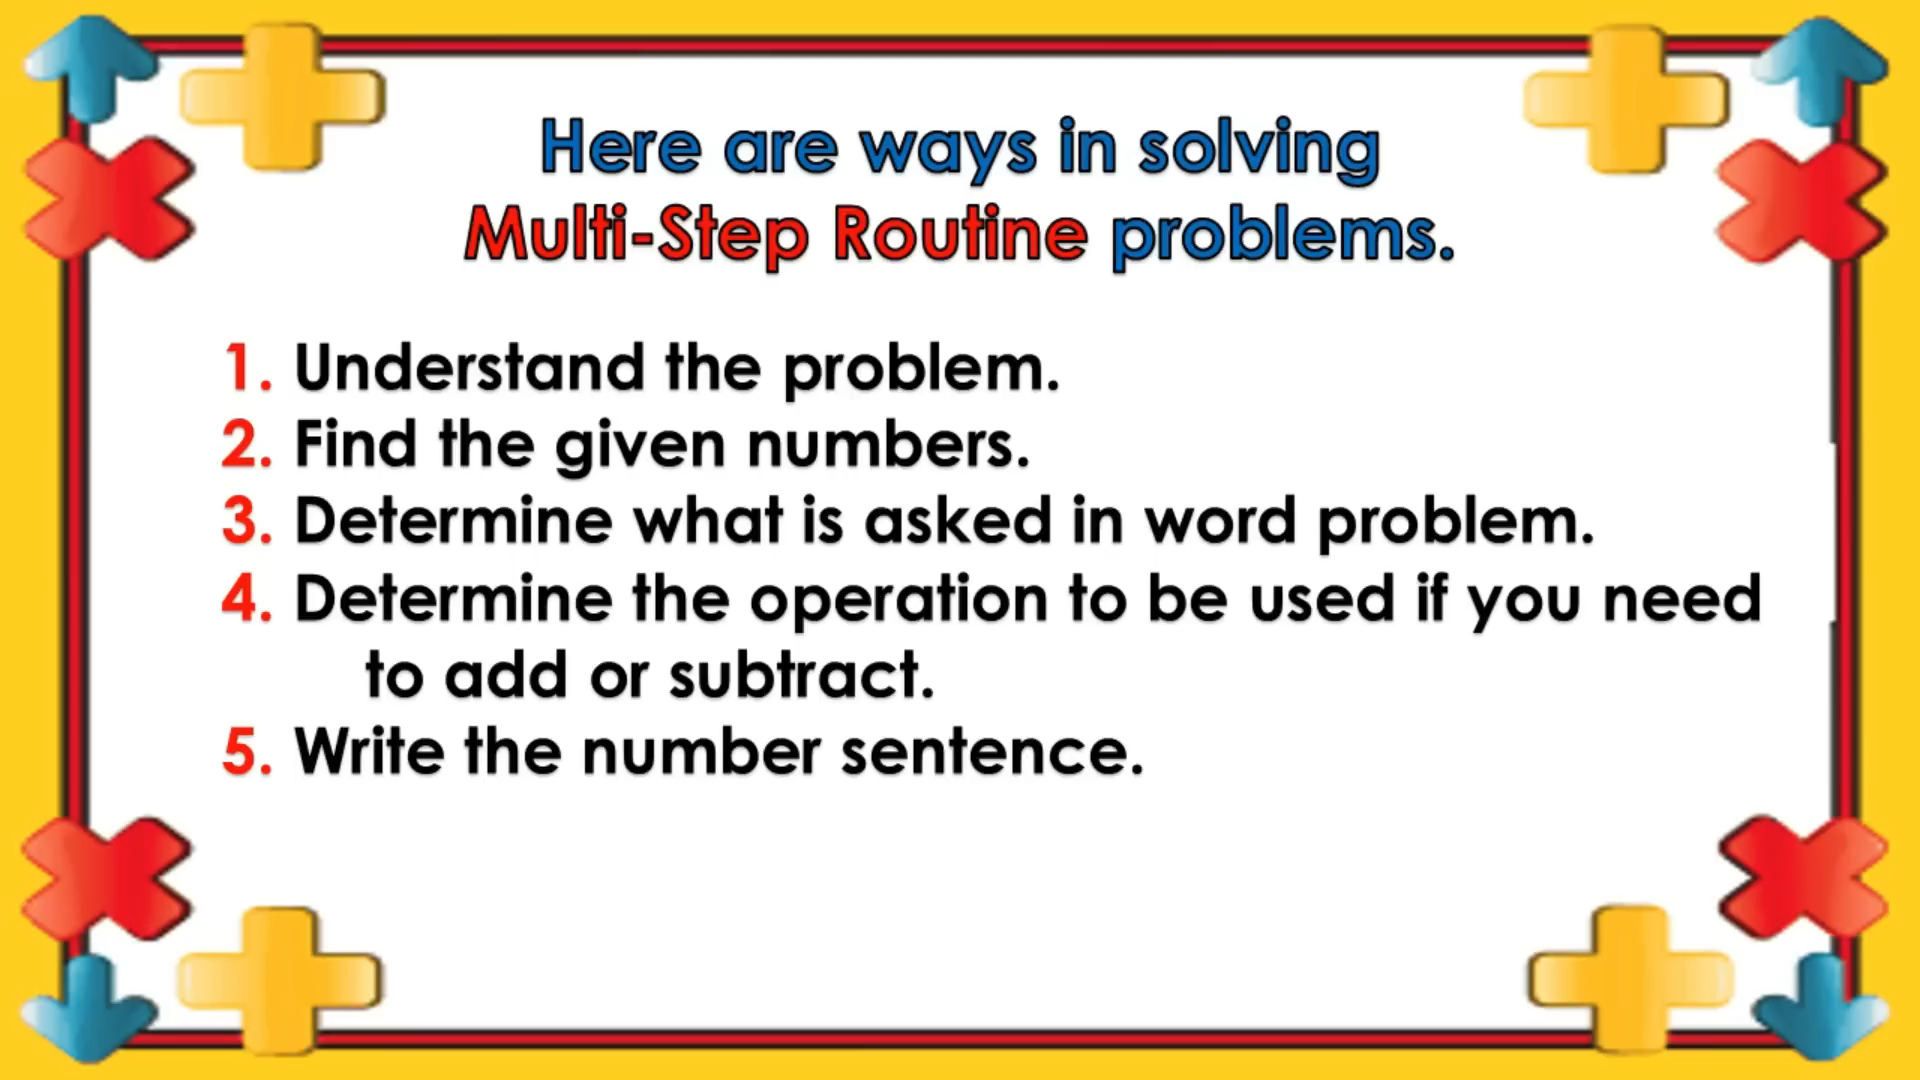 Here are ways in solving
Multi-Step Routine problems.
1. Understand the problem.
2. Find the given numbers.
3. Determine what is asked in word problem.
4. Determine the operation to be used if you need
to add or subtract.
5. Write the number sentence.